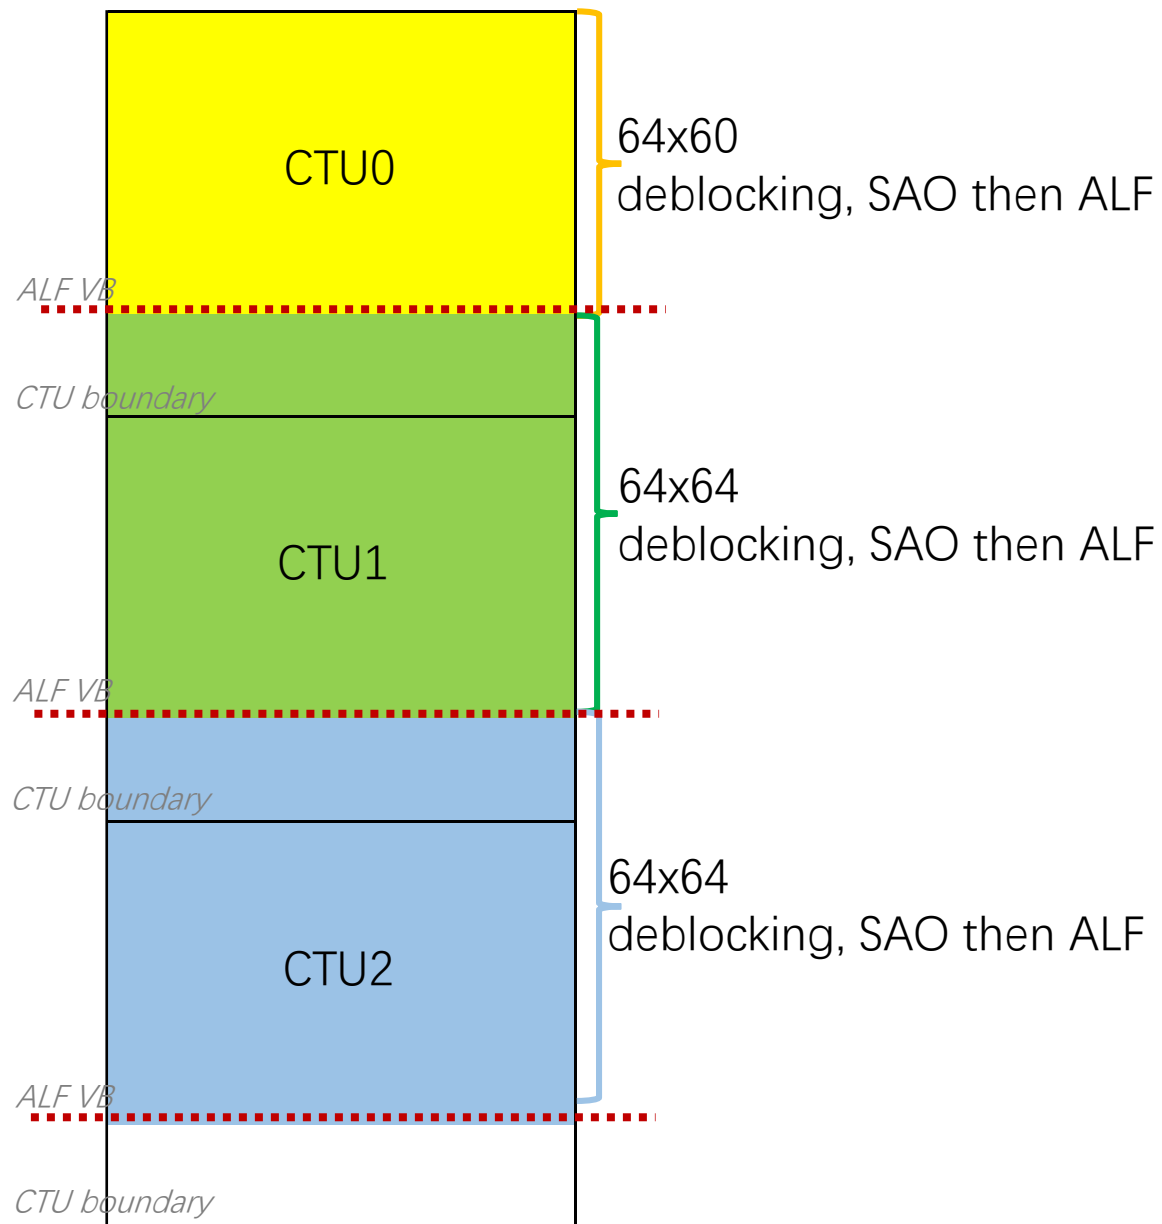 64x60
CTU0
deblocking, SAO then ALF
ALF VB
CTU boundary
64x64
deblocking, SAO then ALF
CTU1
ALF VB
CTU boundary
64x64
deblocking, SAO then ALF
CTU2
ALF VB
CTU boundary